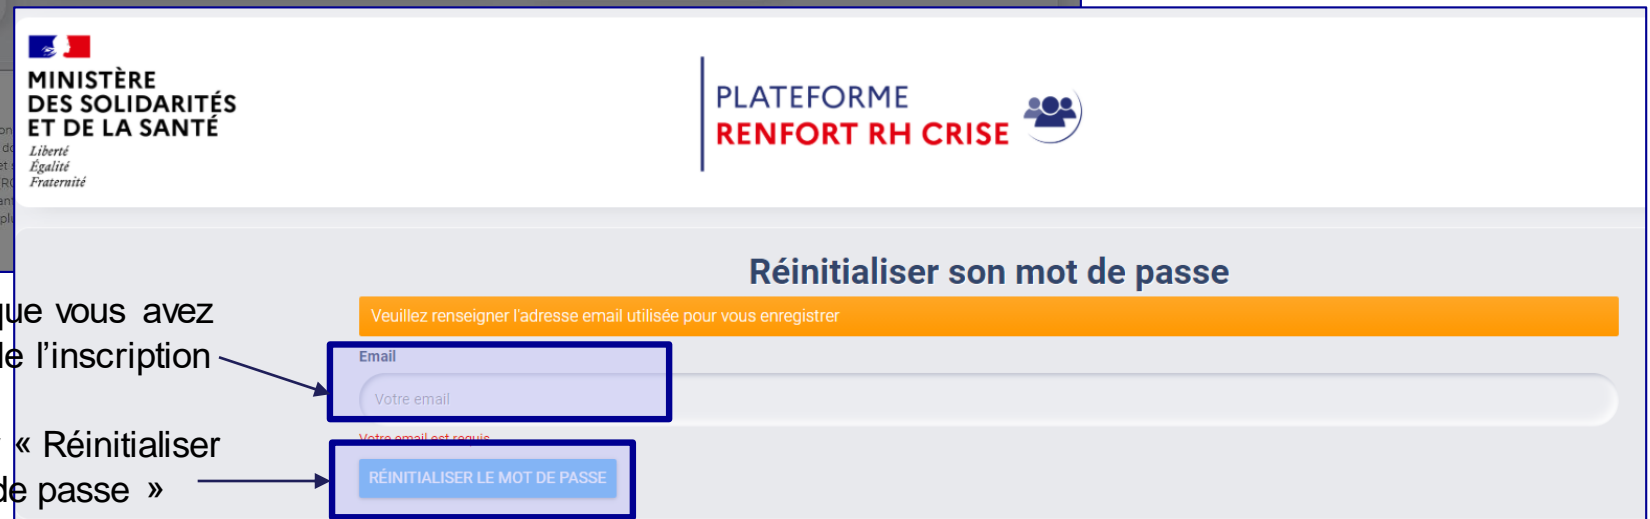 MINISTÈRE
DES SOLIDARITÉS
ET DE LA SANTÉ
Liberté
Égalité
Fraternité
PLATEFORME
RENFORT RH CRISE
Réinitialiser son mot de passe
Veuillez renseigner l'adresse email utilisée pour vous enregistrer
que vous avez
de l’inscription
Email
Votre email
Votre email est requis
« Réinitialiser
de passe »
RÉINITIALISER LE MOT DE PASSE